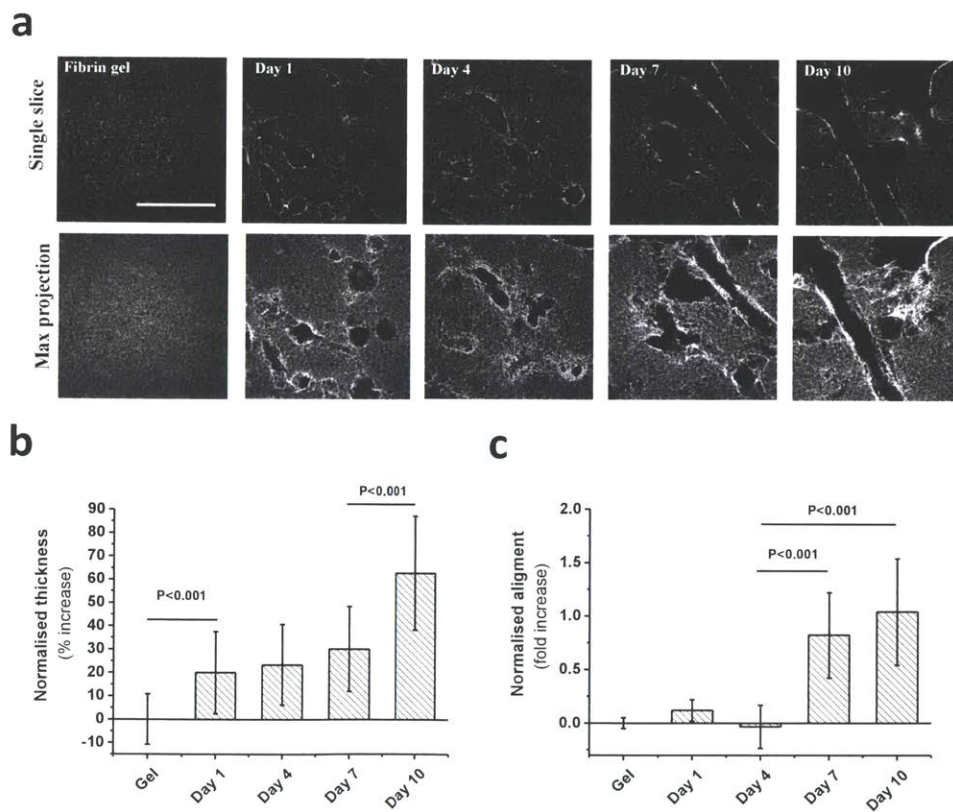 a
Fibrin gel
Day 1
Day 4
Day 7
Day 10
Single slice
Max projection
b
P<0.001
P<0.001
Normalised thickness
(% increase)
90
80
70
60
50
40
30
20
10
0
-10
Gel
Day 1
Day 4
Day 7
Day 10
c
P<0.001
P<0.001
Normalised aligment
(fold increase)
2.0
1.5
1.0
0.5
0.0
Gel
Day 1
Day 4
Day 7
Day 10